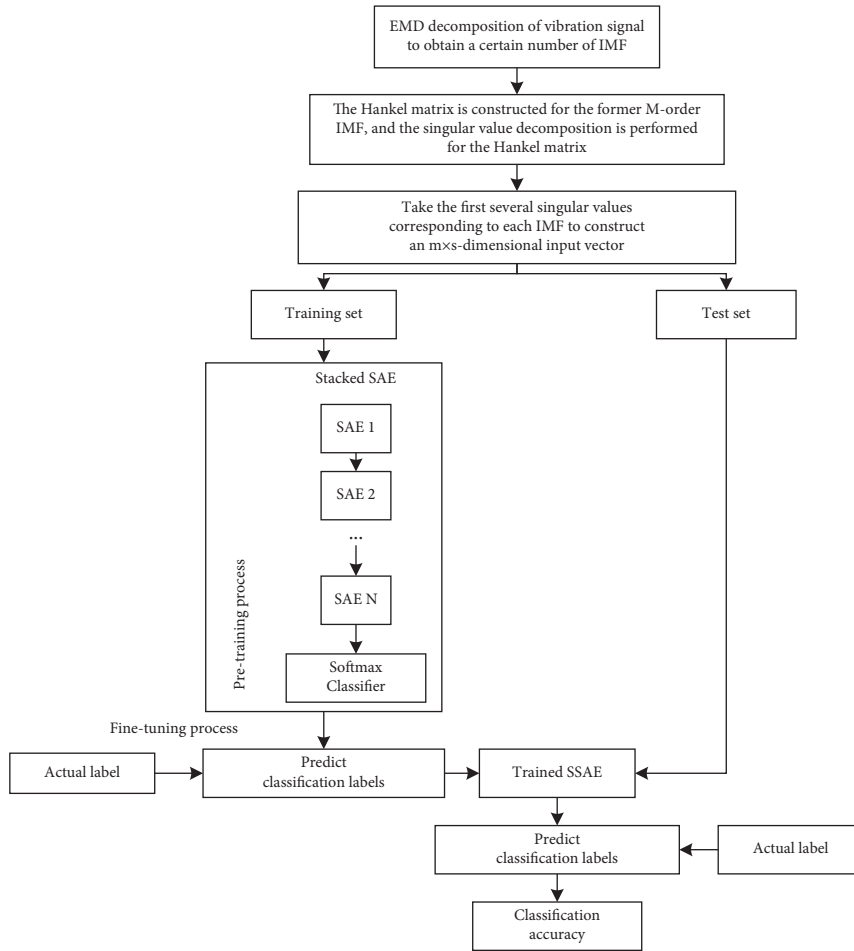 EMD decomposition of vibration signal
to obtain a certain number of IMF
The Hankel matrix is constructed for the former M-order
IMF, and the singular value decomposition is performed
for the Hankel matrix
Take the first several singular values
corresponding to each IMF to construct
an m×s-dimensional input vector
Training set
Test set
Stacked SAE
SAE 1
SAE 2
...
SAE N
Softmax
Classifier
Pre-training process
Fine-tuning process
Actual label
Predict
classification labels
Trained SSAE
Predict
classification labels
Actual label
Classification
accuracy